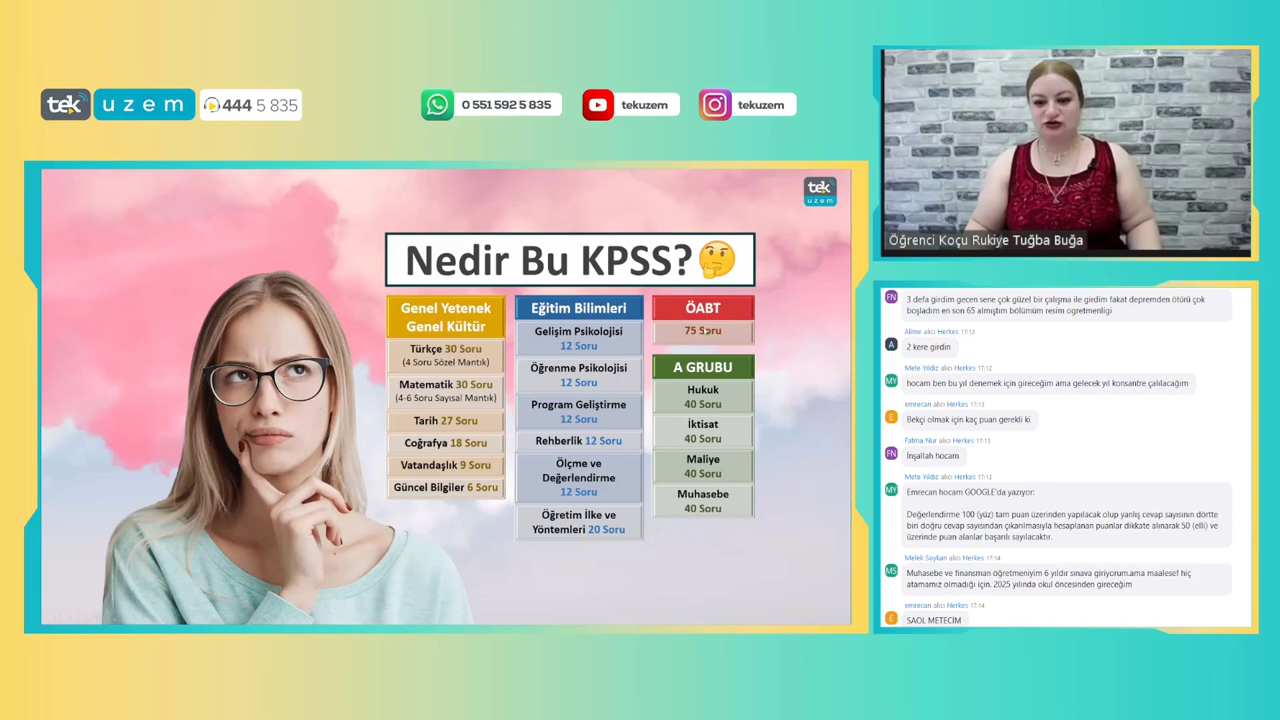 tek uzem 444 5 835
0 551 592 5 835
tekuzem
tekuzem
tek
uzem
Nedir Bu KPSS?
Genel Yetenek
Genel Kültür
Türkçe 30 Soru
(4 Soru Sözel Mantık)
Matematik 30 Soru
(4-6 Soru Sayısal Mantık)
Tarih 27 Soru
Coğrafya 18 Soru
Vatandaşlık 9 Soru
Güncel Bilgiler 6 Soru
Eğitim Bilimleri
Gelişim Psikolojisi
12 Soru
Öğrenme Psikolojisi
12 Soru
Program Geliştirme
12 Soru
Rehberlik 12 Soru
Ölçme ve
Değerlendirme
12 Soru
Öğretim İlke ve
Yöntemleri 20 Soru
ÖABT
75 Soru
A GRUBU
Hukuk
40 Soru
İktisat
40 Soru
Maliye
40 Soru
Muhasebe
40 Soru
Öğrenci Koçu Rukiye Tuğba Buğa
FN
3 defa girdim gecen sene çok güzel bir çalışma ile girdim fakat depremden ötürü çok
boşladım en son 65 almıştım bölümüm resim ogretmenligi
Alime alıcı Herkes 17:12
A
2 kere girdin
Mete Yıldız alıcı Herkes 17:12
MY
hocam ben bu yıl denemek için gireceğim ama gelecek yıl konsantre çalılacağım
emrecan alıcı Herkes 17:13
E
Bekçi olmak için kaç puan gerekli ki
Fatma Nur alıcı Herkes 17:13
FN
İnşallah hocam
Mete Yıldız alıcı Herkes 17:13
MY
Emrecan hocam GOOGLE'da yazıyor:
Değerlendirme 100 (yüz) tam puan üzerinden yapılacak olup yanlış cevap sayısının dörtte
biri doğru cevap sayısından çıkarılmasıyla hesaplanan puanlar dikkate alınarak 50 (elli) ve
üzerinde puan alanlar başarılı sayılacaktır.
Melek Soykan alıcı Herkes 17:14
MS
Muhasebe ve finansman öğretmeniyim 6 yıldır sınava giriyorum.ama maalesef hiç
atamamız olmadığı için. 2025 yılında okul öncesinden gireceğim
emrecan alıcı Herkes 17:14
E
SAOL METECİM